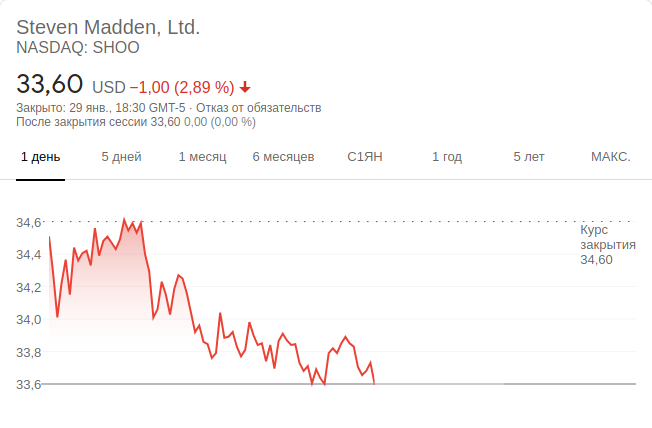 Steven Madden, Ltd.
NASDAQ: SHOO
33,60 USD −1,00 (2,89 %)
Закрыто: 29 янв., 18:30 GMT-5 · Отказ от обязательств
После закрытия сессии 33,60 0,00 (0,00 %)
1 день 5 дней 1 месяц 6 месяцев С1ЯН 1 год 5 лет МАКС.
34,6
Курс
закрытия
34,60
34,4
34,2
34,0
33,8
33,6